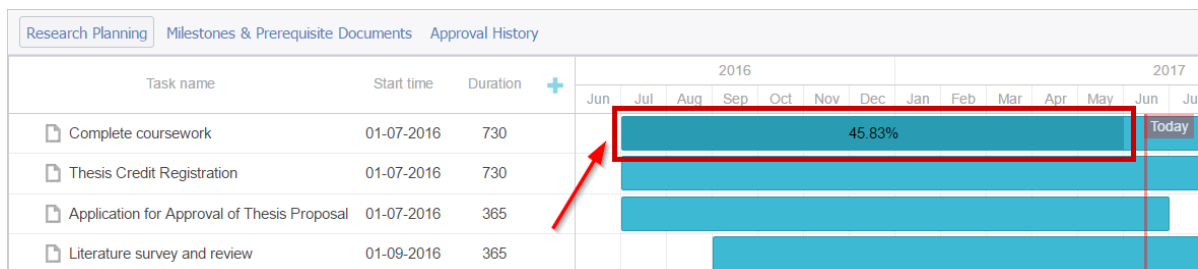 Research Planning Milestones & Prerequisite Documents Approval History
2016 2017
Task name Start time Duration
Jun Jul Aug Sep Oct Nov Dec Jan Feb Mar Apr May Jun Ju
Complete coursework 01-07-2016 730 45.83% Today
Thesis Credit Registration 01-07-2016 730
Application for Approval of Thesis Proposal 01-07-2016 365
Literature survey and review 01-09-2016 365